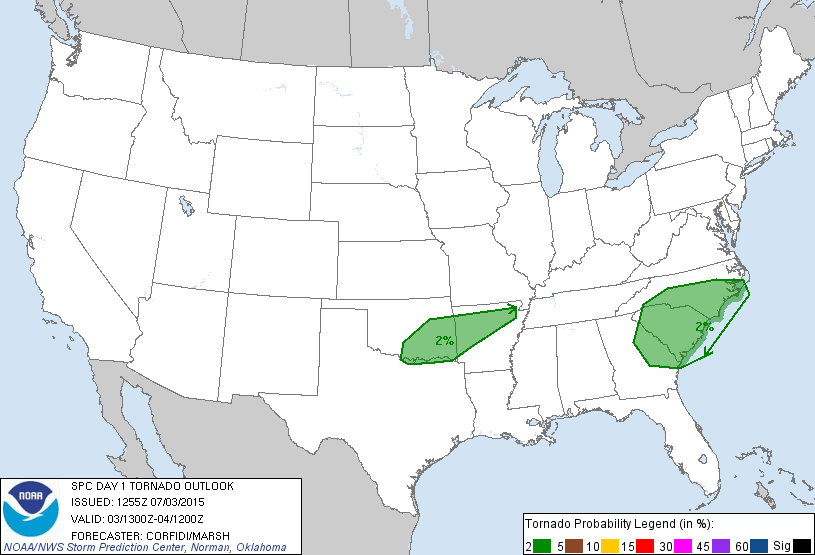 2%
2%
NOAA
SPC DAY 1 TORNADO OUTLOOK
ISSUED: 1255Z 07/03/2015
VALID: 03/1300Z-04/1200Z
FORECASTER: CORFIDI/MARSH
NOAA/NWS Storm Prediction Center, Norman, Oklahoma
Tornado Probability Legend (in %):
2 5 10 15 30 45 60 Sig